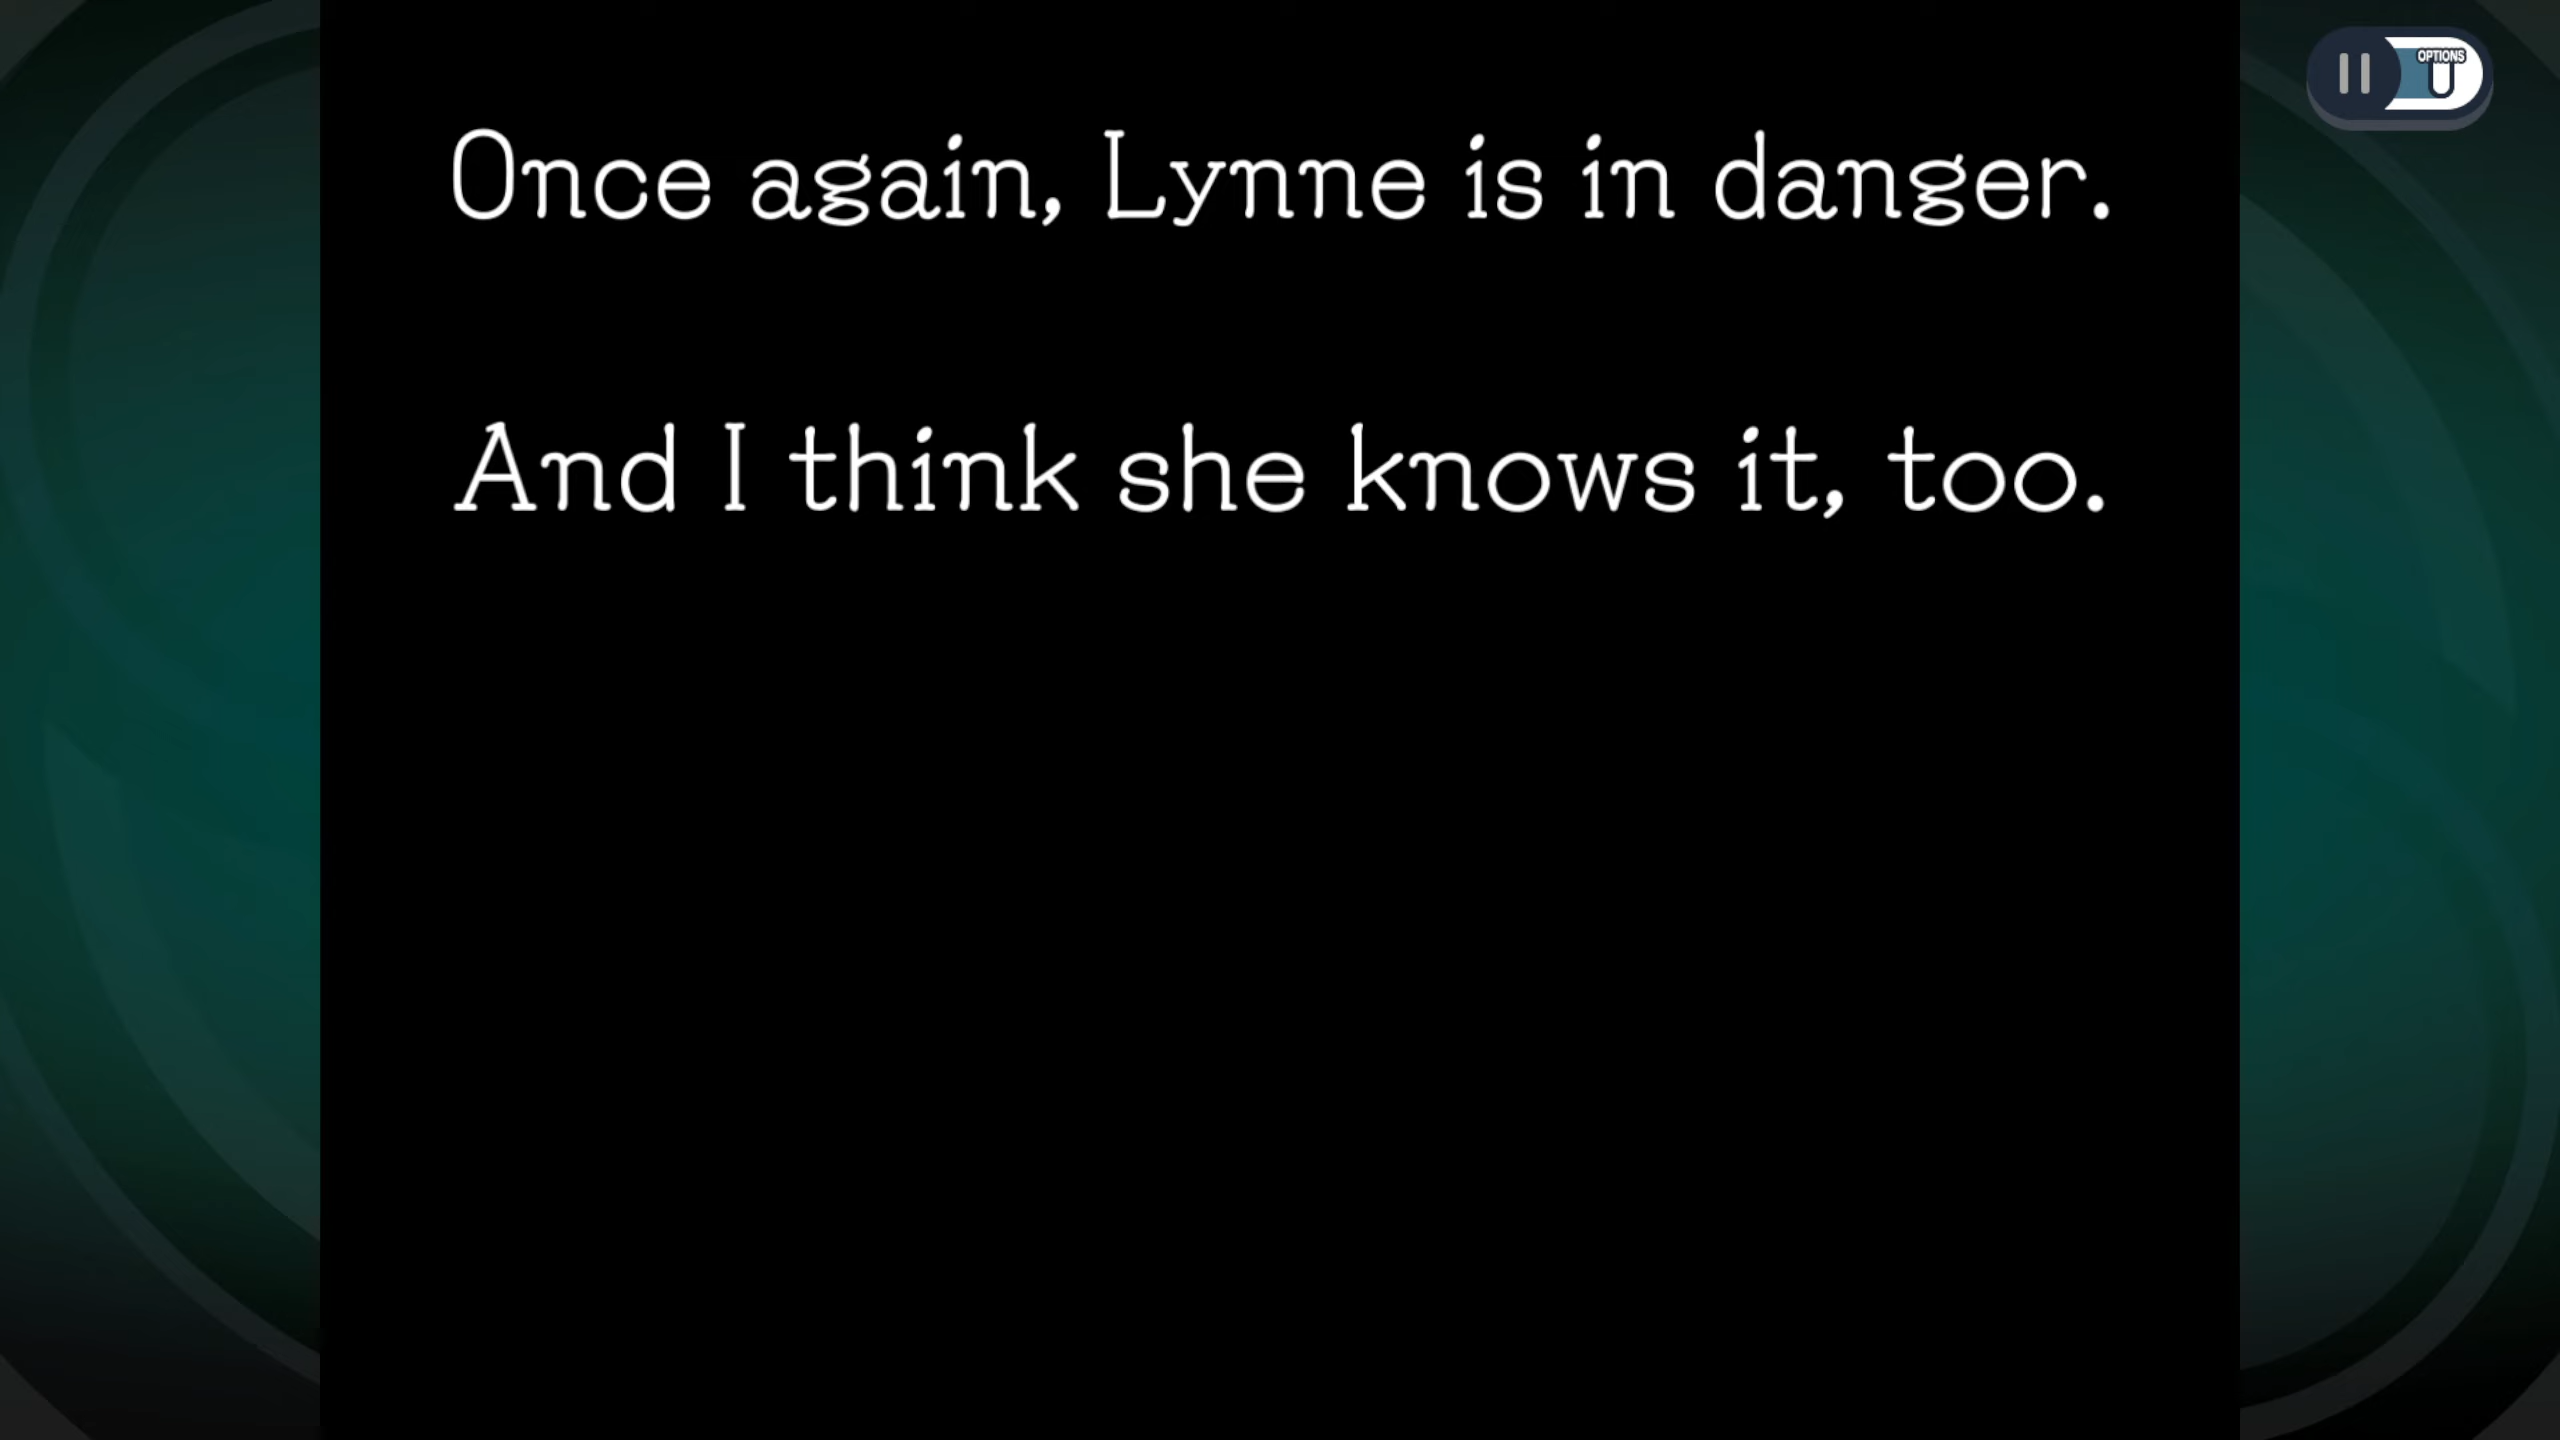 OPTIONS
Once again, Lynne is in danger.
And I think she knows it, too.